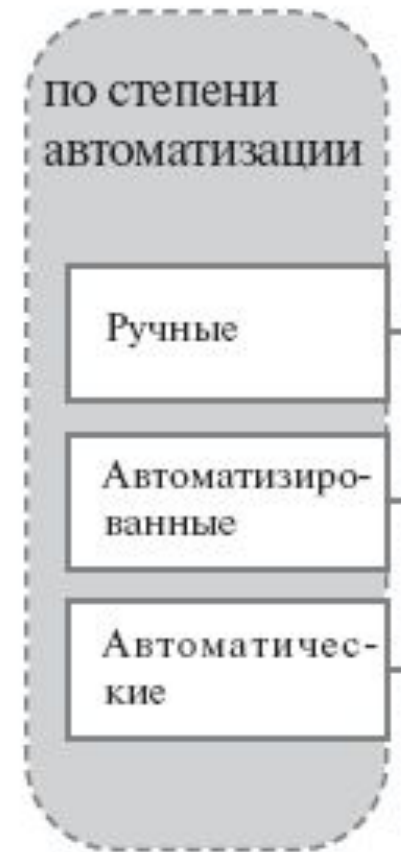 по степени
автоматизации
Ручные
Автоматизиро-
ванные
Автоматичес-
кие